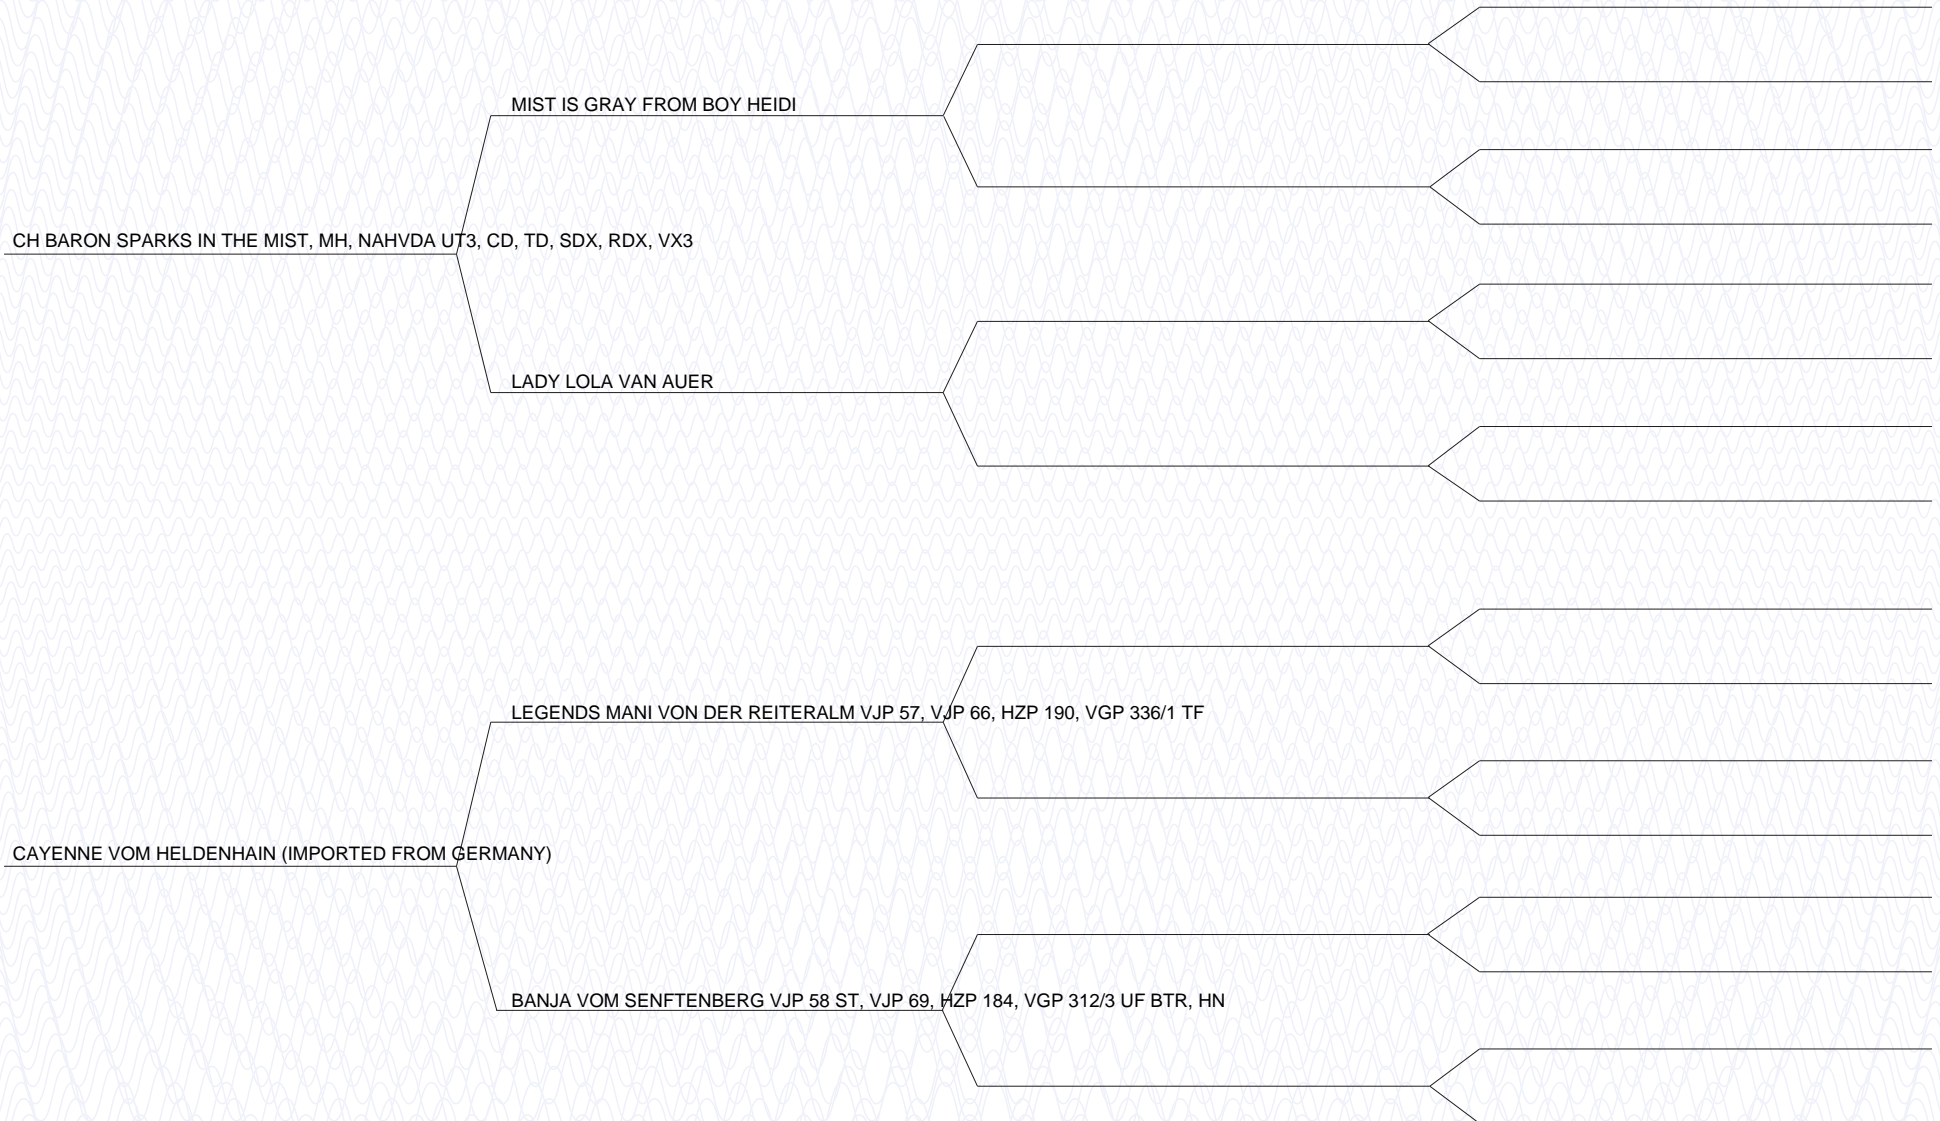 MIST IS GRAY FROM BOY HEIDI
CH BARON SPARKS IN THE MIST, MH, NAHVDA UT3, CD, TD, SDX, RDX, VX3
LADY LOLA VAN AUER
LEGENDS MANI VON DER REITERALM VJP 57, VJP 66, HZP 190, VGP 336/1 TF
CAYENNE VOM HELDENHAIN (IMPORTED FROM GERMANY)
BANJA VOM SENFTENBERG VJP 58 ST, VJP 69, HZP 184, VGP 312/3 UF BTR, HN